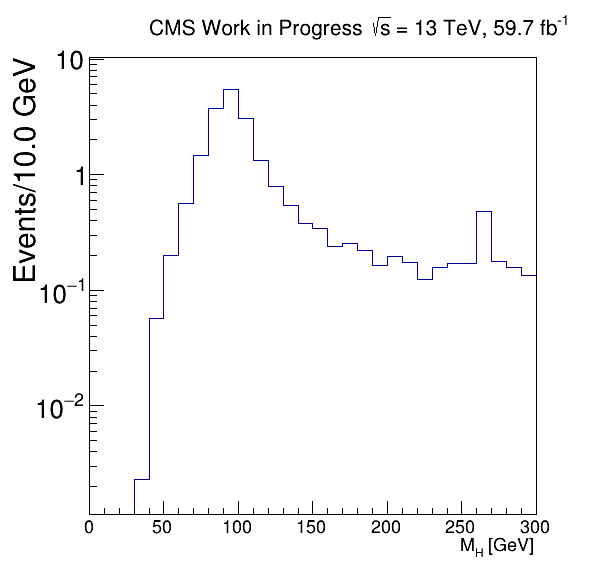 CMS Work in Progress √s = 13 TeV, 59.7 fb⁻¹
Events/10.0 GeV
10
1
10⁻¹
10⁻²
0 50 100 150 200 250 300
M_H [GeV]